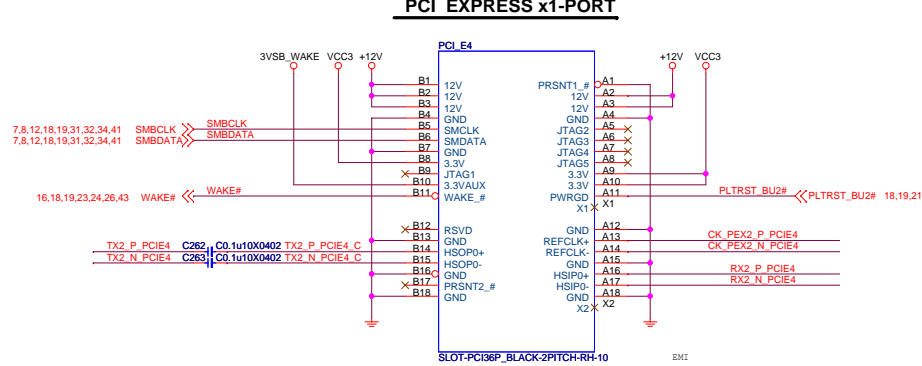 PCI EXPRESS x1-PORT
PCI_E4
3VSB_WAKE VCC3 +12V
+12V VCC3
B1 12V PRSNT1_# A1
B2 12V 12V A2
B3 12V 12V A3
B4 GND GND A4
7,8,12,18,19,31,32,34,41 SMBCLK SMBCLK B5 SMCLK JTAG2 A5
7,8,12,18,19,31,32,34,41 SMBDATA SMBDATA B6 SMDATA JTAG3 A6
B7 GND JTAG4 A7
B8 3.3V JTAG5 A8
B9 JTAG1 3.3V A9
B10 3.3VAUX 3.3V A10
16,18,19,23,24,26,43 WAKE# WAKE# B11 WAKE_# PWRGD A11 PLTRST_BU2# PLTRST_BU2# 18,19,21
X1 X1
B12 RSVD GND A12
B13 GND REFCLK+ A13 CK_PEX2_P_PCIE4
TX2_P_PCIE4 C262 C0.1u10X0402 TX2_P_PCIE4_C B14 HSOP0+ REFCLK- A14 CK_PEX2_N_PCIE4
TX2_N_PCIE4 C263 C0.1u10X0402 TX2_N_PCIE4_C B15 HSOP0- GND A15
B16 GND HSIP0+ A16 RX2_P_PCIE4
B17 PRSNT2_# HSIP0- A17 RX2_N_PCIE4
B18 GND GND A18
X2 X2
SLOT-PCI36P_BLACK-2PITCH-RH-10
EMI